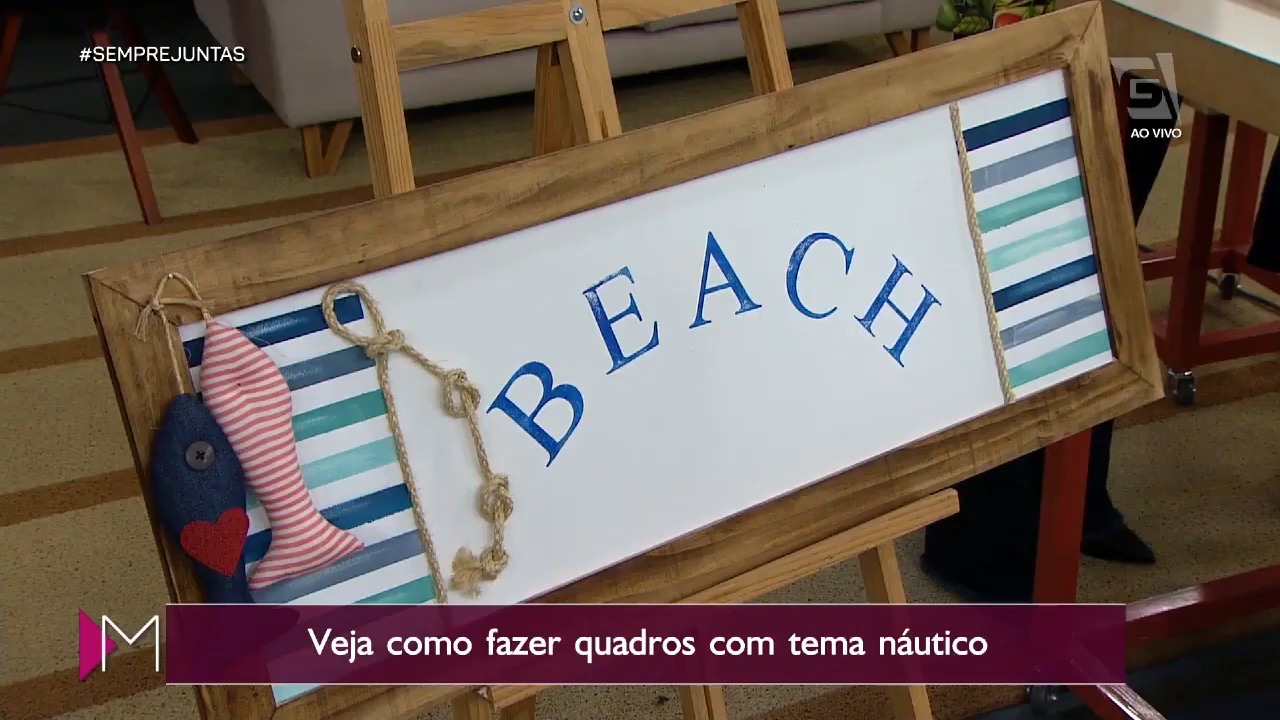 #SEMPREJUNTAS
AO VIVO
BEACH
M
Veja como fazer quadros com tema náutico